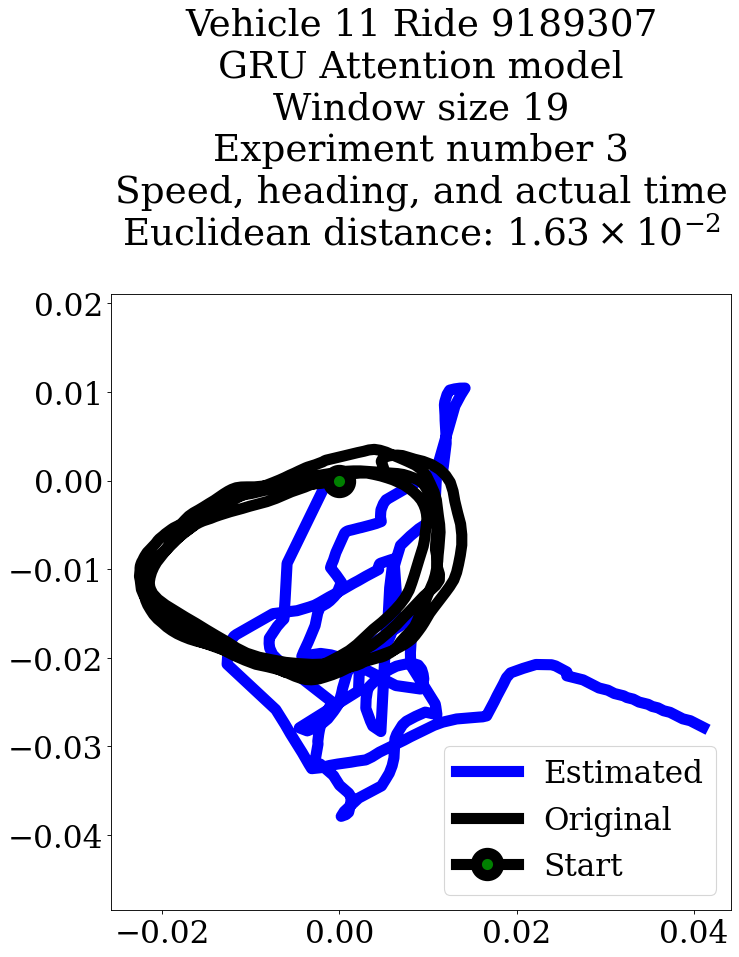 Vehicle 11 Ride 9189307
GRU Attention model
Window size 19
Experiment number 3
Speed, heading, and actual time
Euclidean distance: 1.63 × 10⁻²
0.02
0.01
0.00
−0.01
−0.02
−0.03
−0.04
Estimated
Original
Start
−0.02
0.00
0.02
0.04